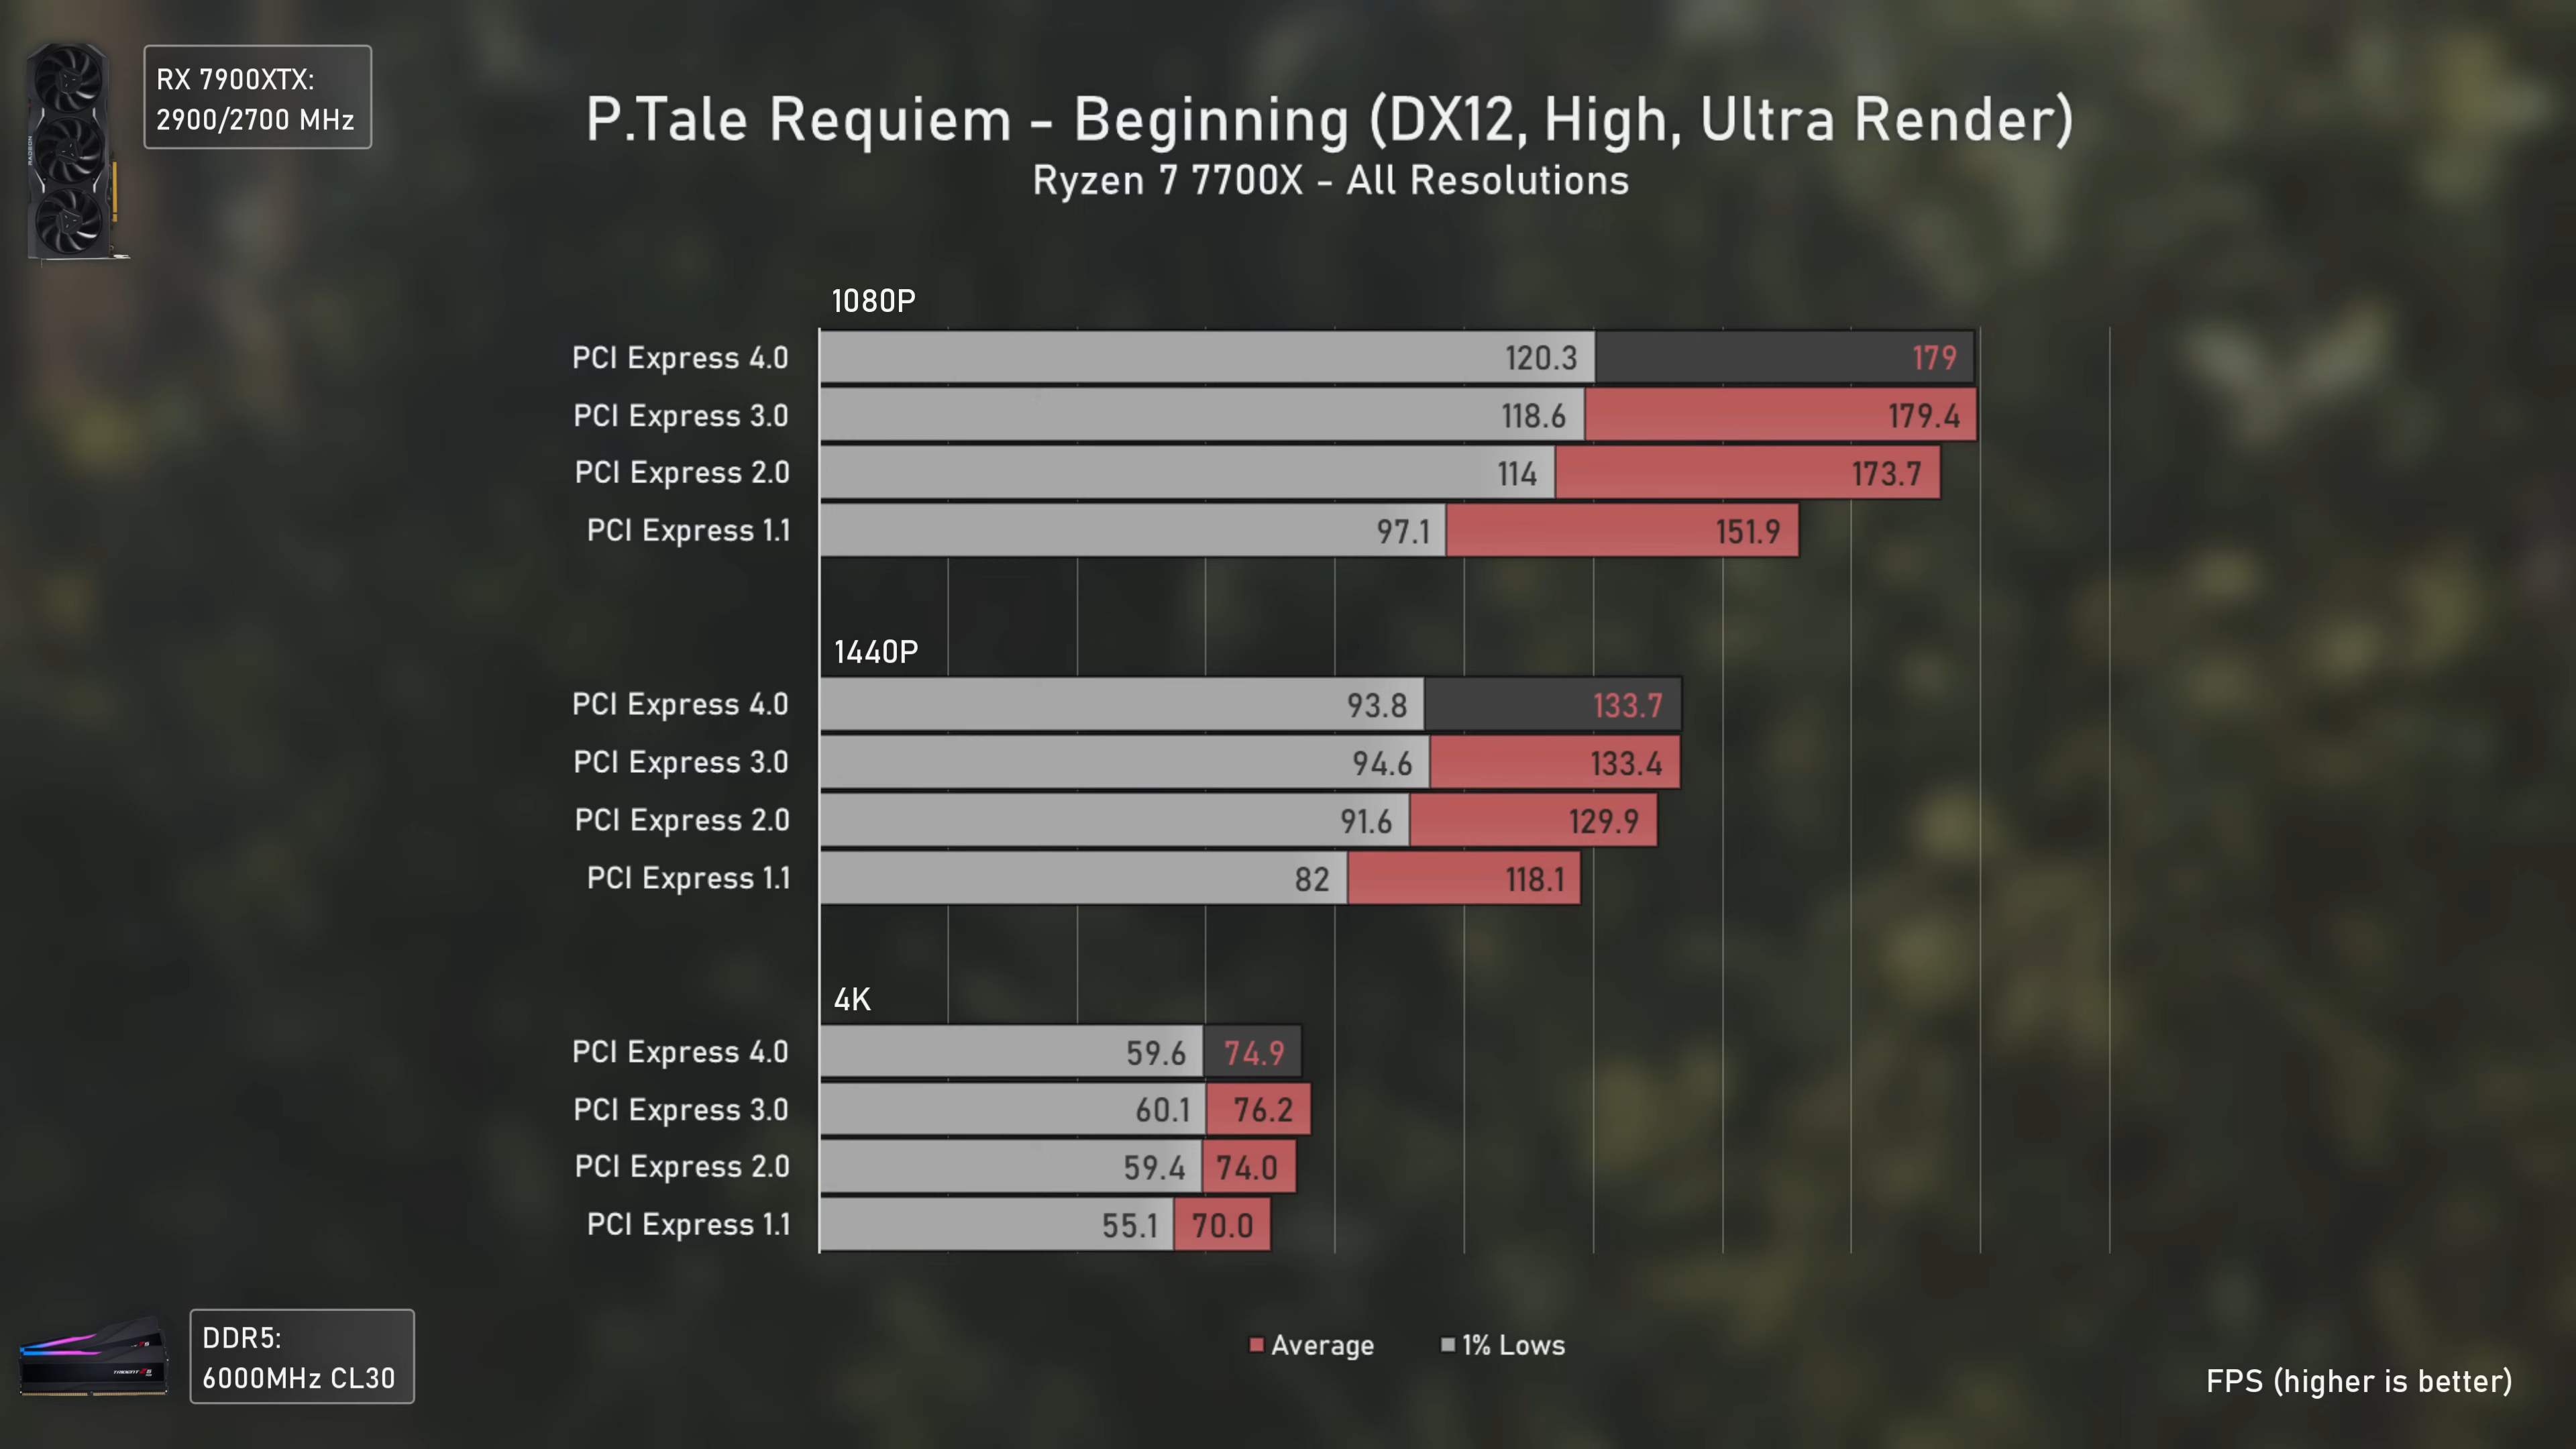 RX 7900XTX:
2900/2700 MHz
P.Tale Requiem - Beginning (DX12, High, Ultra Render)
Ryzen 7 7700X - All Resolutions
1080P
PCI Express 4.0 120.3 179
PCI Express 3.0 118.6 179.4
PCI Express 2.0 114 173.7
PCI Express 1.1 97.1 151.9
1440P
PCI Express 4.0 93.8 133.7
PCI Express 3.0 94.6 133.4
PCI Express 2.0 91.6 129.9
PCI Express 1.1 82 118.1
4K
PCI Express 4.0 59.6 74.9
PCI Express 3.0 60.1 76.2
PCI Express 2.0 59.4 74.0
PCI Express 1.1 55.1 70.0
Average 1% Lows
DDR5:
6000MHz CL30
FPS (higher is better)
RADEON